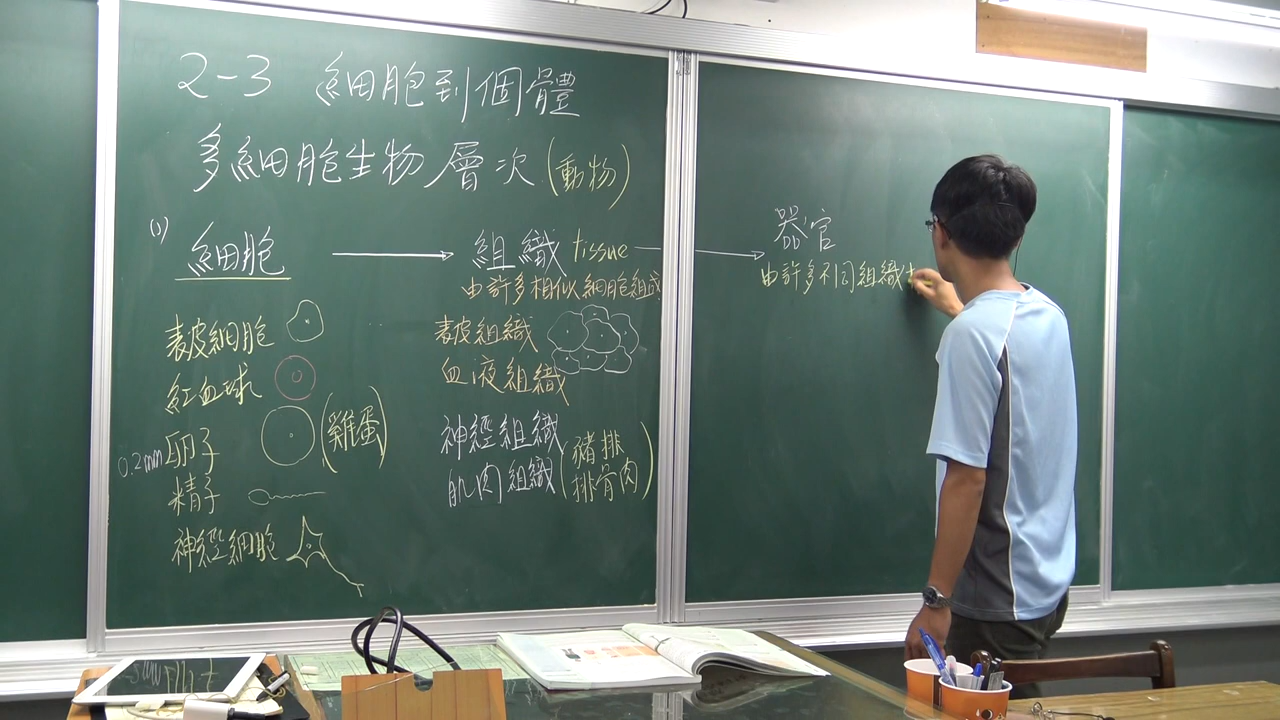 2-3 細胞到個體
多細胞生物層次(動物)
(1)
細胞
表皮細胞
紅血球
0.2mm卵子
(雞蛋)
精子
神經細胞
組織 tissue
由許多相似細胞組成
表皮組織
血液組織
神經組織
肌肉組織
(豬排
排骨肉)
器官
由許多不同組織